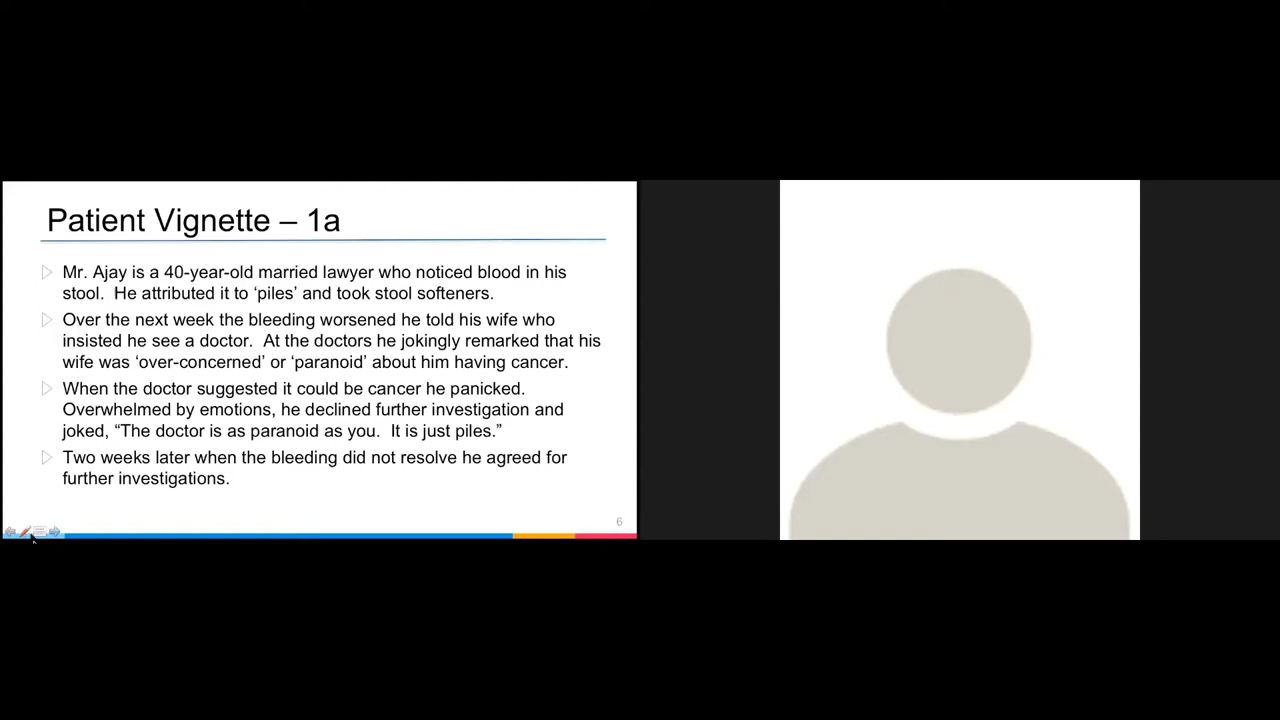 Patient Vignette – 1a
Mr. Ajay is a 40-year-old married lawyer who noticed blood in his
stool.  He attributed it to ‘piles’ and took stool softeners.
Over the next week the bleeding worsened he told his wife who
insisted he see a doctor.  At the doctors he jokingly remarked that his
wife was ‘over-concerned’ or ‘paranoid’ about him having cancer.
When the doctor suggested it could be cancer he panicked.
Overwhelmed by emotions, he declined further investigation and
joked, “The doctor is as paranoid as you.  It is just piles.”
Two weeks later when the bleeding did not resolve he agreed for
further investigations.
6